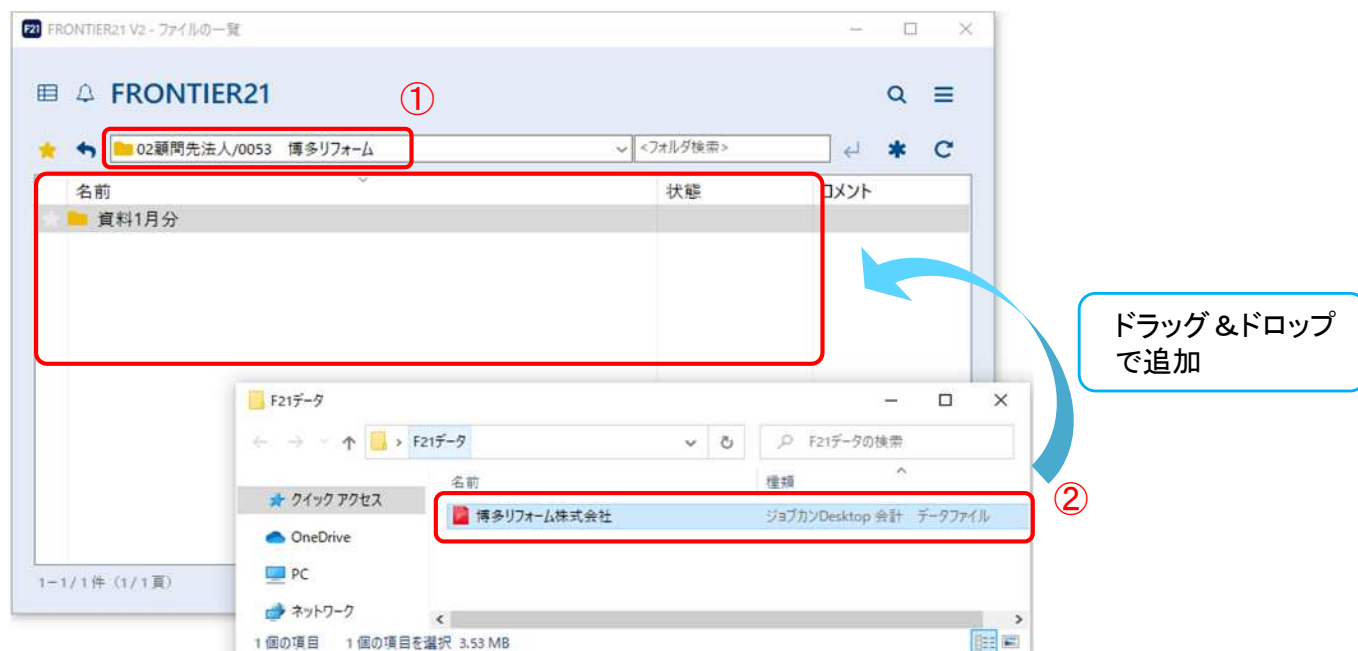 F21 FRONTIER21 V2 - ファイルの一覧
FRONTIER21
①
02顧問先法人/0053 博多リフォーム
<フォルダ検索>
名前 状態 コメント
資料1月分
ドラッグ＆ドロップ
で追加
F21データ
F21データ
F21データの検索
名前 種類
クイック アクセス
博多リフォーム株式会社 ジョブカンDesktop 会計 データファイル
②
OneDrive
PC
ネットワーク
1-1/1件 (1/1頁)
1 個の項目 1 個の項目を選択 3.53 MB